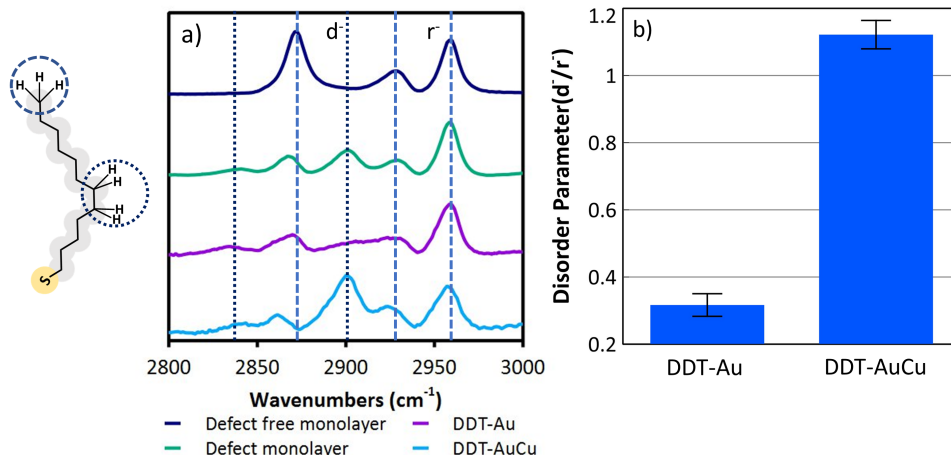 H
H
H
H
H
H
H
S
a)
d⁻
r⁻
2800
2850
2900
2950
3000
Wavenumbers (cm⁻¹)
Defect free monolayer
Defect monolayer
DDT-Au
DDT-AuCu
b)
Disorder Parameter(d⁻/r⁻)
1.2
1
0.8
0.6
0.4
0.2
DDT-Au
DDT-AuCu